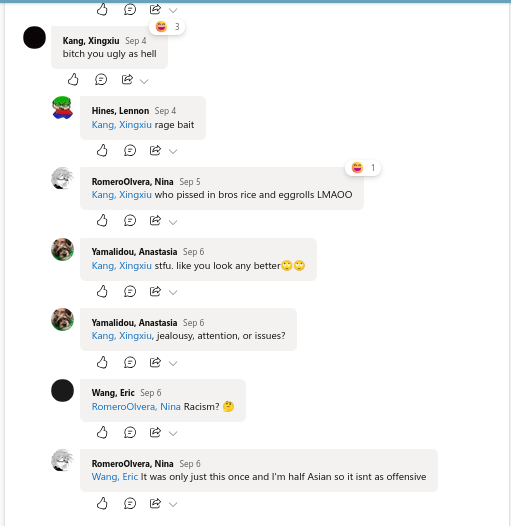 3
Kang, Xingxiu Sep 4
bitch you ugly as hell
Hines, Lennon Sep 4
Kang, Xingxiu rage bait
1
RomeroOlvera, Nina Sep 5
Kang, Xingxiu who pissed in bros rice and eggrolls LMAOO
Yamalidou, Anastasia Sep 6
Kang, Xingxiu stfu. like you look any better🙄🙄
Yamalidou, Anastasia Sep 6
Kang, Xingxiu, jealousy, attention, or issues?
Wang, Eric Sep 6
RomeroOlvera, Nina Racism? 🤔
RomeroOlvera, Nina Sep 6
Wang, Eric It was only just this once and I'm half Asian so it isnt as offensive